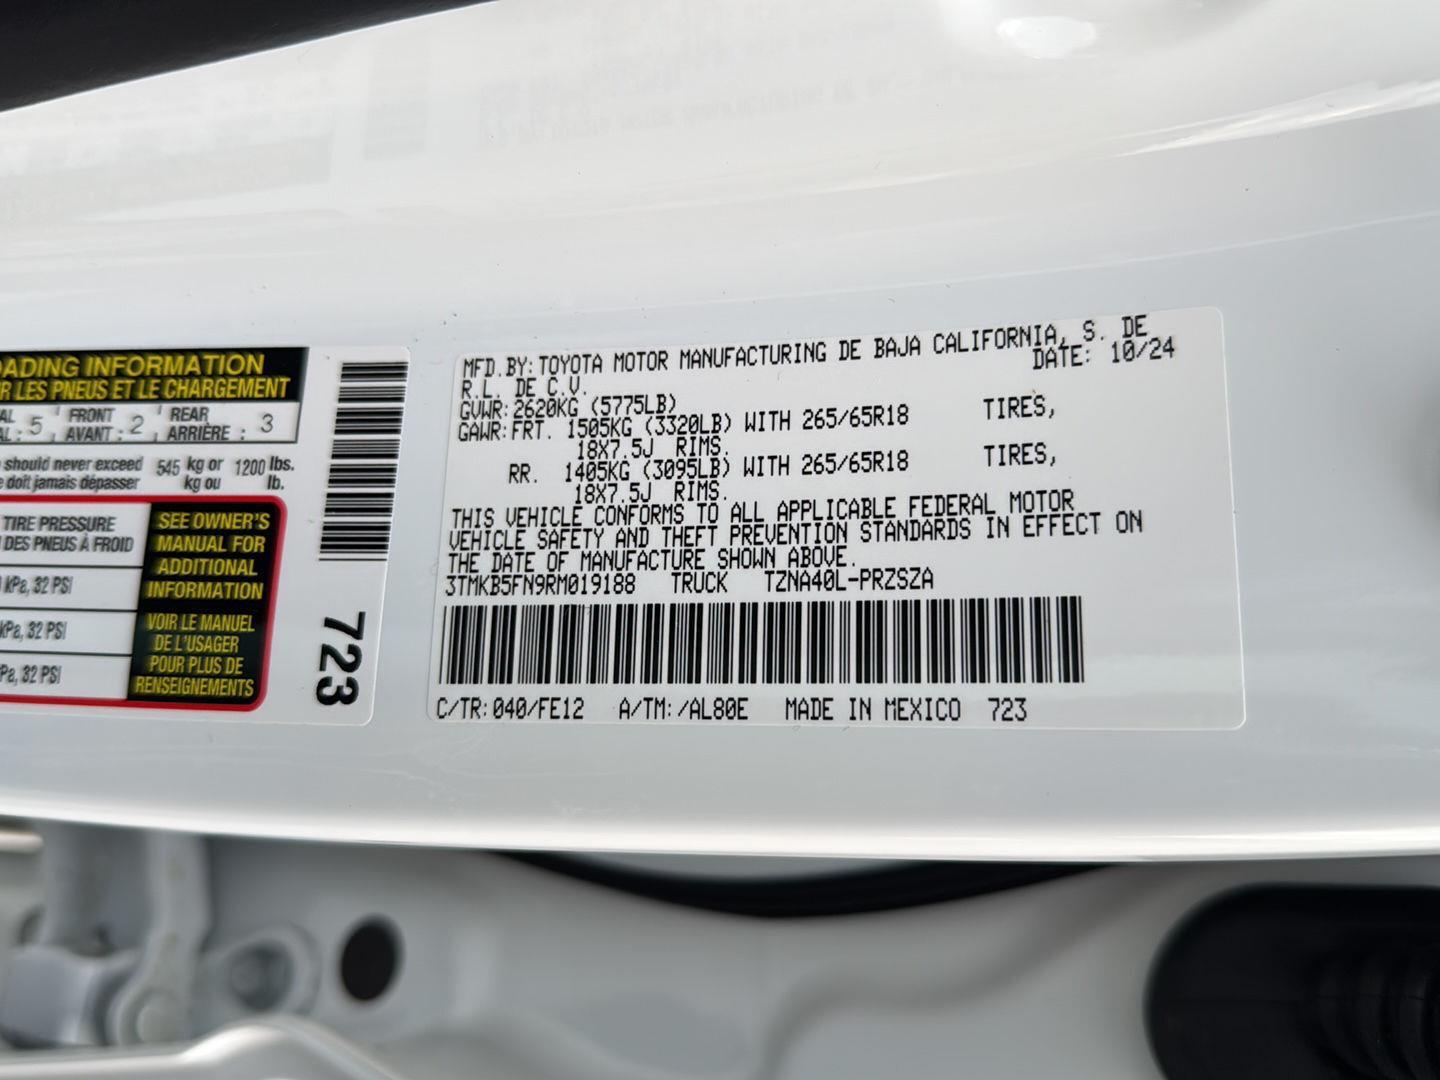 ADING INFORMATION
R LES PNEUS ET LE CHARGEMENT
AL 5 FRONT 2 REAR 3
AL: AVANT: ARRIÈRE :
should never exceed 545 kg or 1200 lbs.
doit jamais dépasser kg ou lb.
TIRE PRESSURE
DES PNEUS À FROID
kPa, 32 PSI
kPa, 32 PSI
Pa, 32 PSI
SEE OWNER'S
MANUAL FOR
ADDITIONAL
INFORMATION
VOIR LE MANUEL
DE L'USAGER
POUR PLUS DE
RENSEIGNEMENTS
723
MFD.BY: TOYOTA MOTOR MANUFACTURING DE BAJA CALIFORNIA, S. DE
R.L. DE C.V. DATE: 10/24
GVWR: 2620KG (5775LB)
GAWR: FRT. 1505KG (3320LB) WITH 265/65R18 TIRES,
18X7.5J RIMS.
RR. 1405KG (3095LB) WITH 265/65R18 TIRES,
18X7.5J RIMS.
THIS VEHICLE CONFORMS TO ALL APPLICABLE FEDERAL MOTOR
VEHICLE SAFETY AND THEFT PREVENTION STANDARDS IN EFFECT ON
THE DATE OF MANUFACTURE SHOWN ABOVE.
3TMKB5FN9RM019188 TRUCK TZNA40L-PRZSZA
C/TR: 040/FE12 A/TM: /AL80E MADE IN MEXICO 723